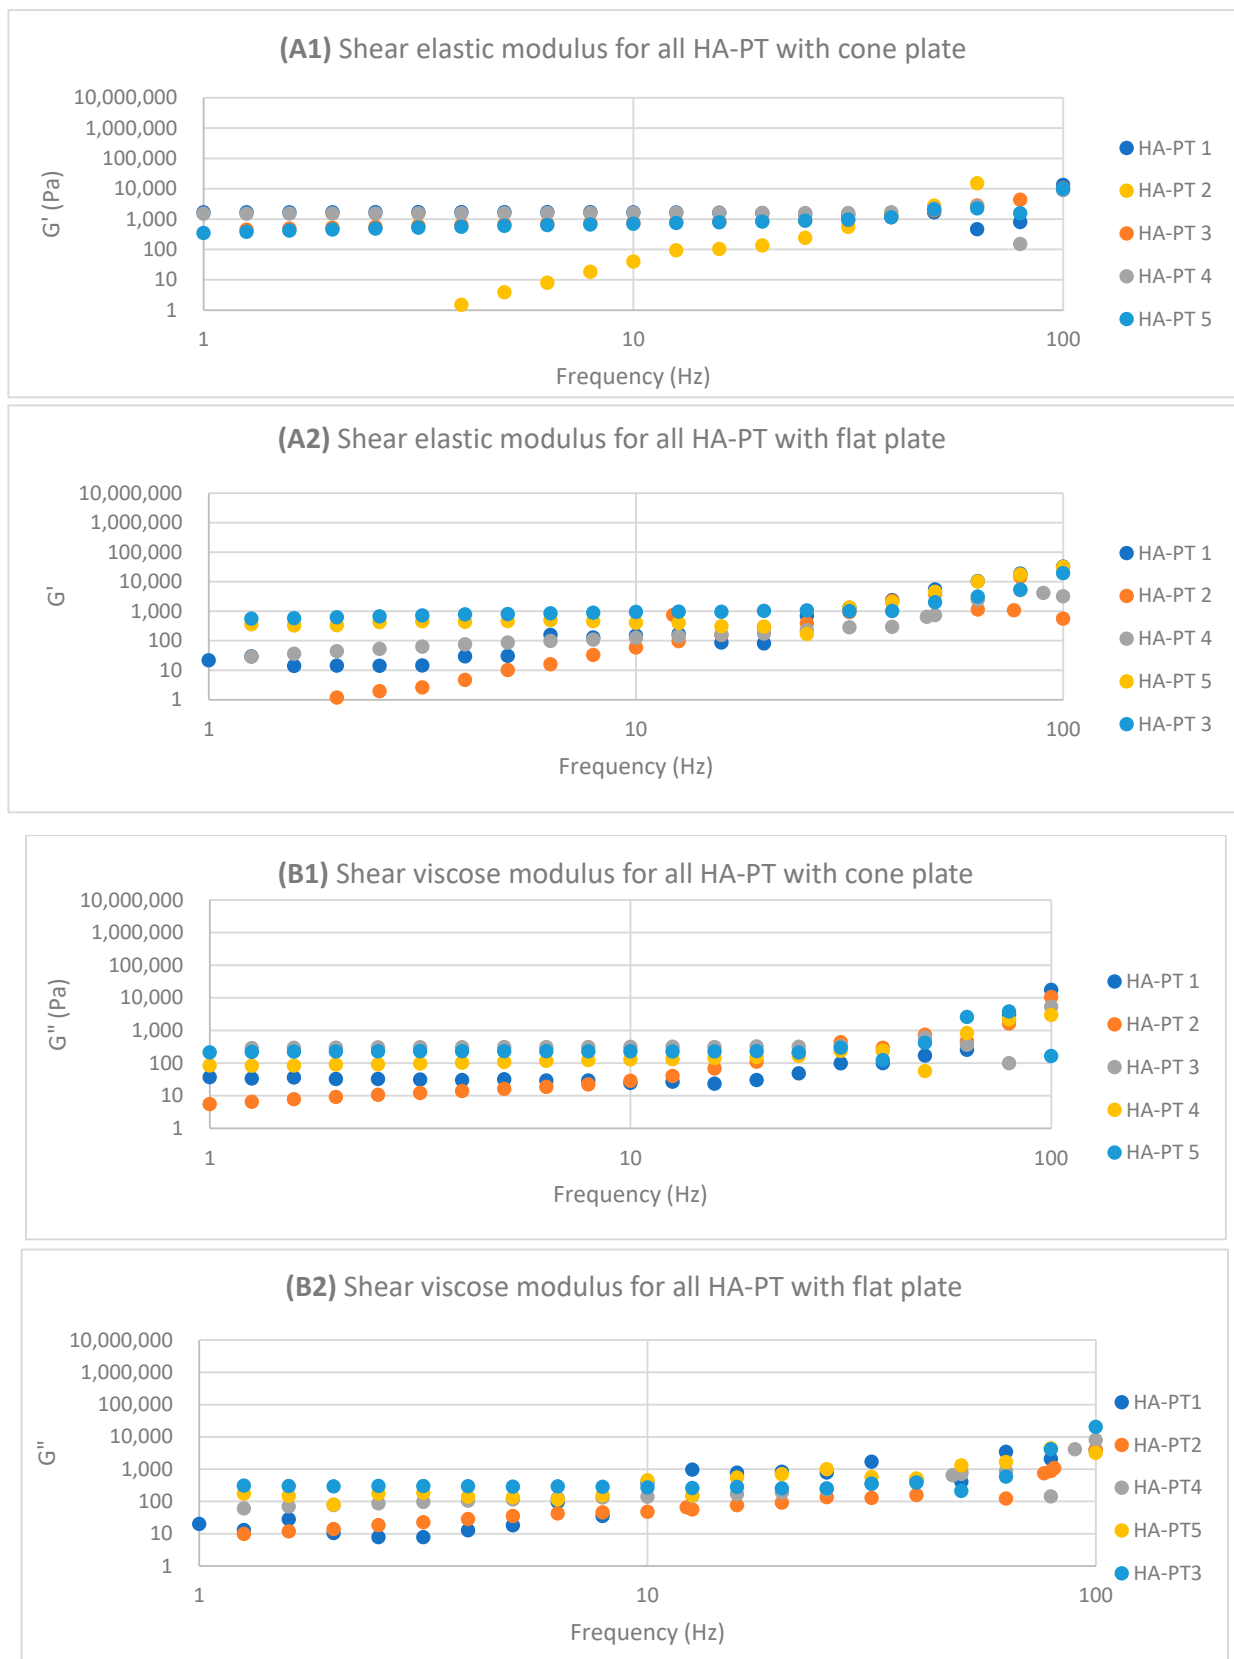 (A1) Shear elastic modulus for all HA-PT with cone plate
10,000,000
1,000,000
100,000
10,000
1,000
100
10
1
G' (Pa)
1
10
100
Frequency (Hz)
HA-PT 1
HA-PT 2
HA-PT 3
HA-PT 4
HA-PT 5
(A2) Shear elastic modulus for all HA-PT with flat plate
10,000,000
1,000,000
100,000
10,000
1,000
100
10
1
G'
1
10
100
Frequency (Hz)
HA-PT 1
HA-PT 2
HA-PT 4
HA-PT 5
HA-PT 3
(B1) Shear viscose modulus for all HA-PT with cone plate
10,000,000
1,000,000
100,000
10,000
1,000
100
10
1
G'' (Pa)
1
10
100
Frequency (Hz)
HA-PT 1
HA-PT 2
HA-PT 3
HA-PT 4
HA-PT 5
(B2) Shear viscose modulus for all HA-PT with flat plate
10,000,000
1,000,000
100,000
10,000
1,000
100
10
1
G''
1
10
100
Frequency (Hz)
HA-PT1
HA-PT2
HA-PT4
HA-PT5
HA-PT3